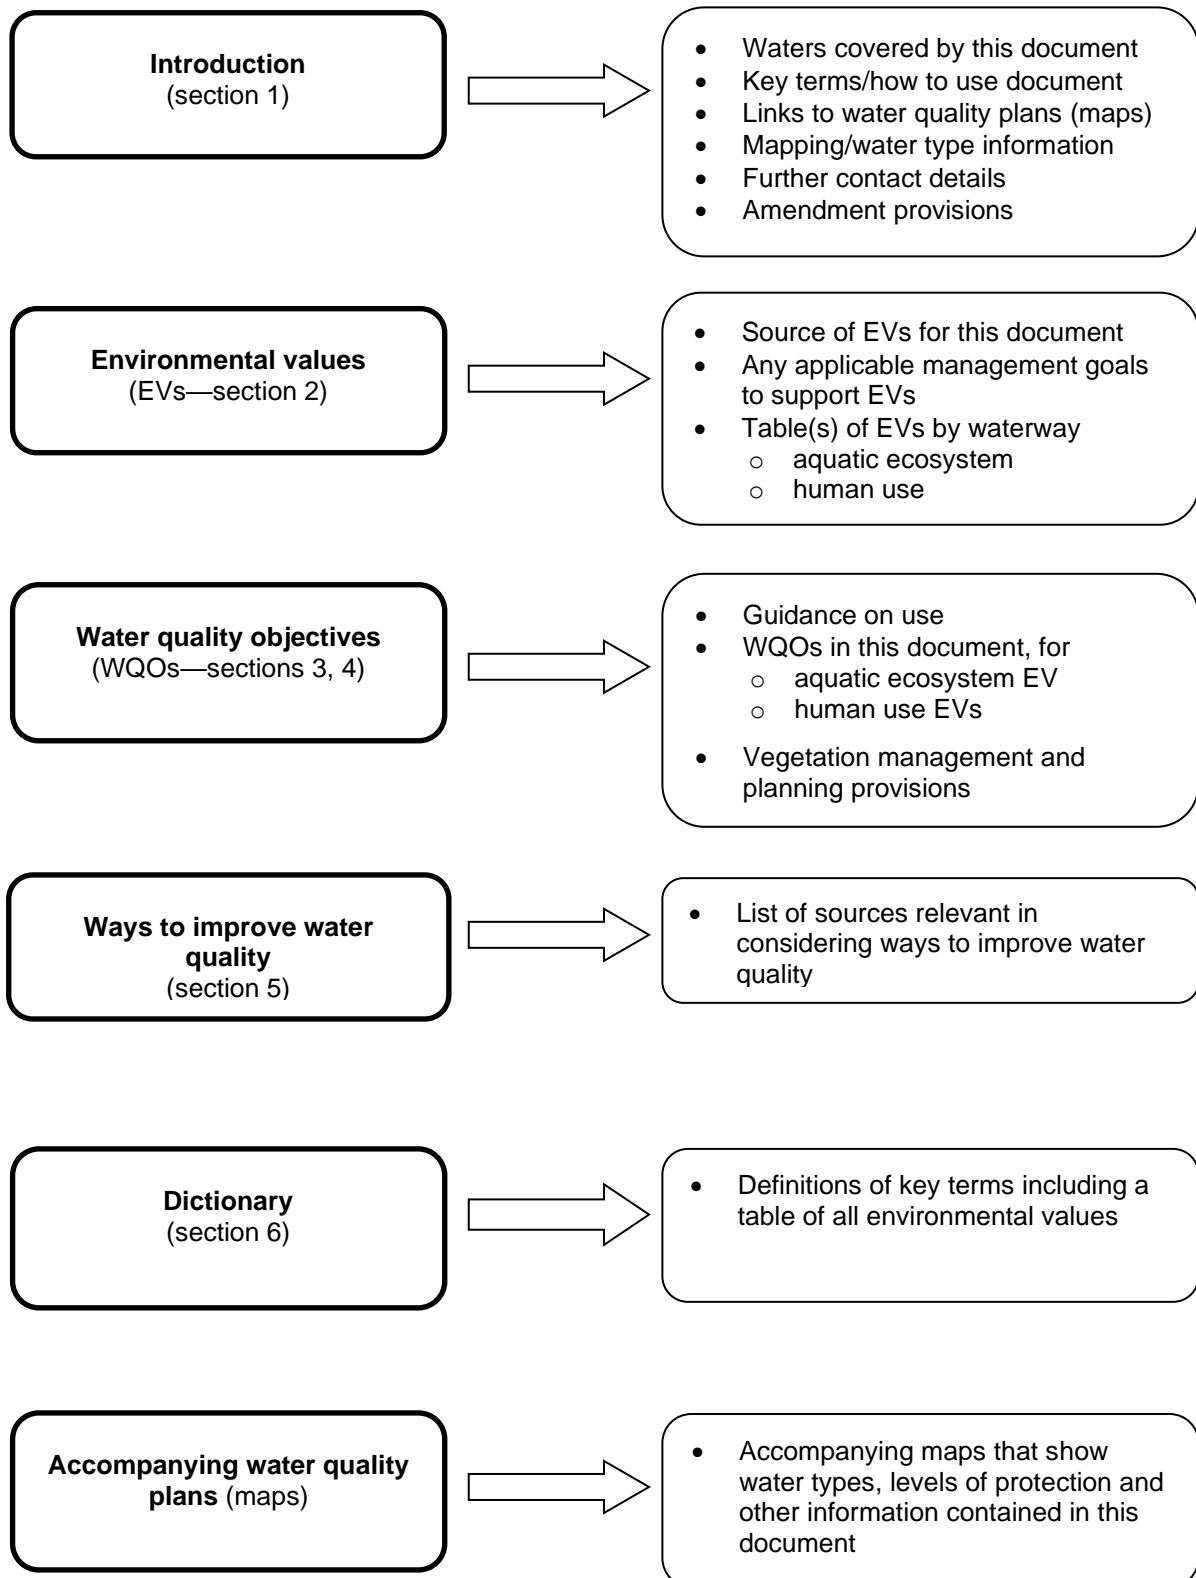 Introduction
(section 1)
• Waters covered by this document
• Key terms/how to use document
• Links to water quality plans (maps)
• Mapping/water type information
• Further contact details
• Amendment provisions
Environmental values
(EVs—section 2)
• Source of EVs for this document
• Any applicable management goals
to support EVs
• Table(s) of EVs by waterway
o aquatic ecosystem
o human use
Water quality objectives
(WQOs—sections 3, 4)
• Guidance on use
• WQOs in this document, for
o aquatic ecosystem EV
o human use EVs
• Vegetation management and
planning provisions
Ways to improve water
quality
(section 5)
• List of sources relevant in
considering ways to improve water
quality
Dictionary
(section 6)
• Definitions of key terms including a
table of all environmental values
Accompanying water quality
plans (maps)
• Accompanying maps that show
water types, levels of protection and
other information contained in this
document